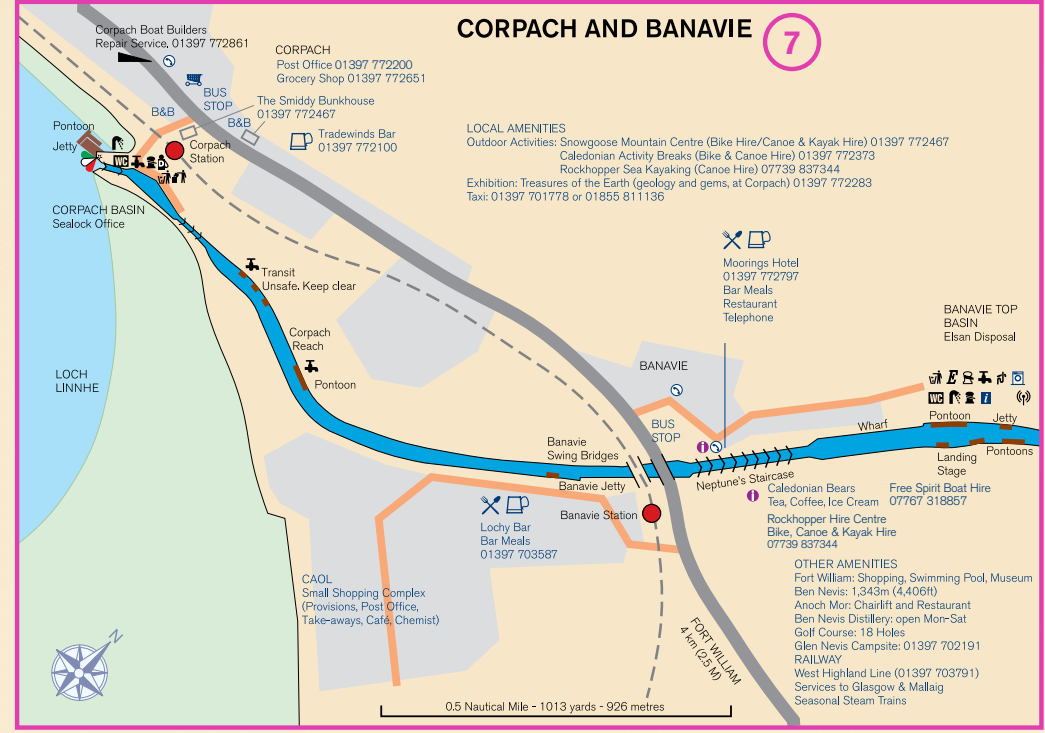 CORPACH AND BANAVIE
7
Corpach Boat Builders
Repair Service, 01397 772861
CORPACH
Post Office 01397 772200
Grocery Shop 01397 772651
BUS
STOP
B&B
The Smiddy Bunkhouse
01397 772467
B&B
Tradewinds Bar
01397 772100
Pontoon
Jetty
WC
Corpach
Station
CORPACH BASIN
Sealock Office
LOCAL AMENITIES
Outdoor Activities: Snowgoose Mountain Centre (Bike Hire/Canoe & Kayak Hire) 01397 772467
Caledonian Activity Breaks (Bike & Canoe Hire) 01397 772373
Rockhopper Sea Kayaking (Canoe Hire) 07739 837344
Exhibition: Treasures of the Earth (geology and gems, at Corpach) 01397 772283
Taxi: 01397 701778 or 01855 811136
Transit
Unsafe. Keep clear
Corpach
Reach
Pontoon
LOCH
LINNHE
Moorings Hotel
01397 772797
Bar Meals
Restaurant
Telephone
BANAVIE TOP
BASIN
Elsan Disposal
E
WC
i
BANAVIE
BUS
STOP
i
Wharf
Pontoon
Jetty
Landing
Stage
Pontoons
Banavie
Swing Bridges
Banavie Jetty
Neptune's Staircase
i
Caledonian Bears
Tea, Coffee, Ice Cream
Free Spirit Boat Hire
07767 318857
Rockhopper Hire Centre
Bike, Canoe & Kayak Hire
07739 837344
Banavie Station
Lochy Bar
Bar Meals
01397 703587
CAOL
Small Shopping Complex
(Provisions, Post Office,
Take-aways, Café, Chemist)
OTHER AMENITIES
Fort William: Shopping, Swimming Pool, Museum
Ben Nevis: 1,343m (4,406ft)
Anoch Mor: Chairlift and Restaurant
Ben Nevis Distillery: open Mon-Sat
Golf Course: 18 Holes
Glen Nevis Campsite: 01397 702191
RAILWAY
West Highland Line (01397 703791)
Services to Glasgow & Mallaig
Seasonal Steam Trains
FORT WILLIAM
4 km (2.5 M)
N
0.5 Nautical Mile - 1013 yards - 926 metres